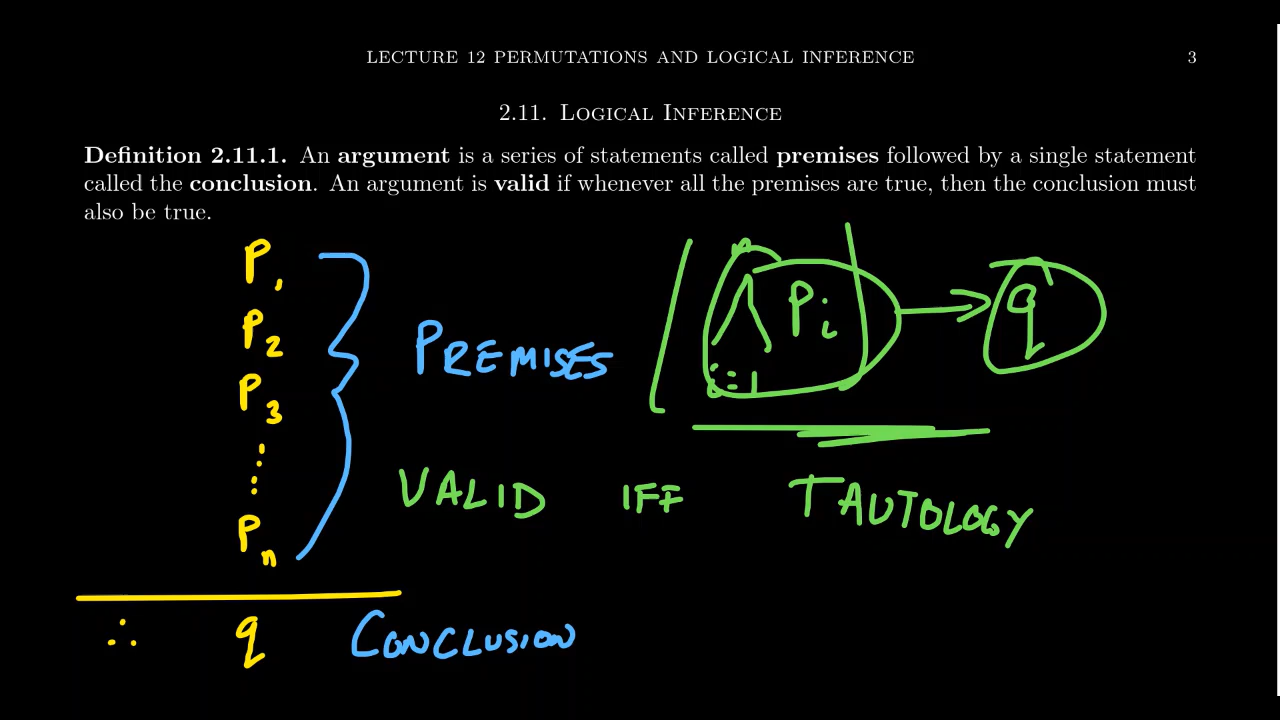 LECTURE 12 PERMUTATIONS AND LOGICAL INFERENCE 3
2.11. LOGICAL INFERENCE
Definition 2.11.1. An argument is a series of statements called premises followed by a single statement
called the conclusion. An argument is valid if whenever all the premises are true, then the conclusion must
also be true.
P₁
P₂
P₃
⋮
Pₙ
∴ q
PREMISES
CONCLUSION
n
⋀ Pᵢ → q
i=1
VALID IFF TAUTOLOGY